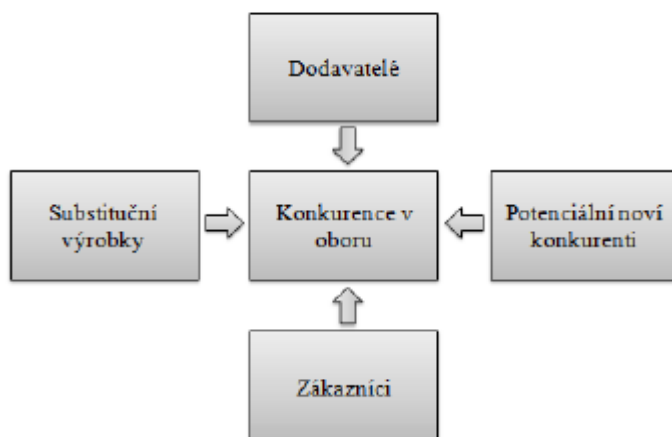 Dodavatelé
Substituční
výrobky
Konkurence v
oboru
Potenciální noví
konkurenti
Zákazníci